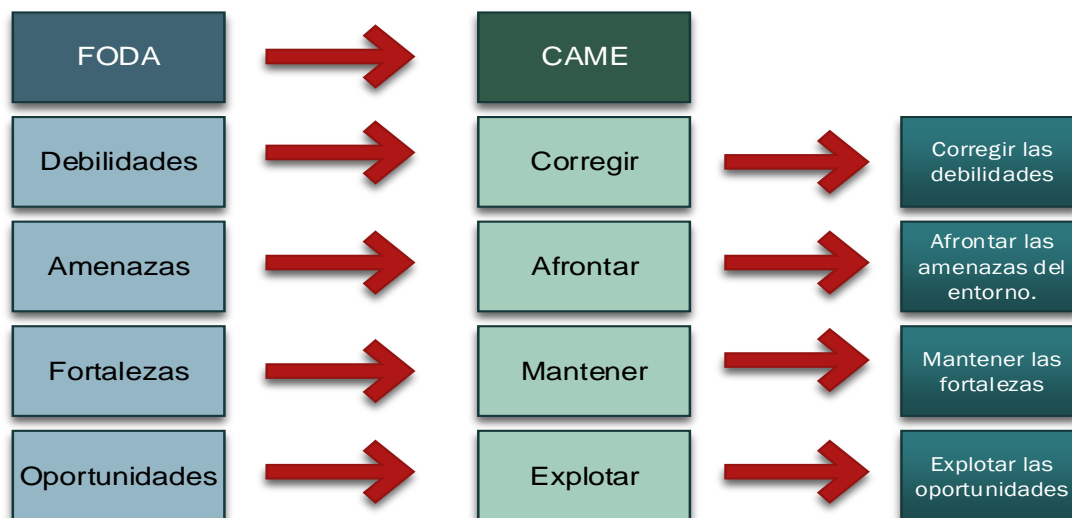 FODA
CAME
Debilidades
Corregir
Corregir las
debilidades
Amenazas
Afrontar
Afrontar las
amenazas del
entorno.
Fortalezas
Mantener
Mantener las
fortalezas
Oportunidades
Explotar
Explotar las
oportunidades